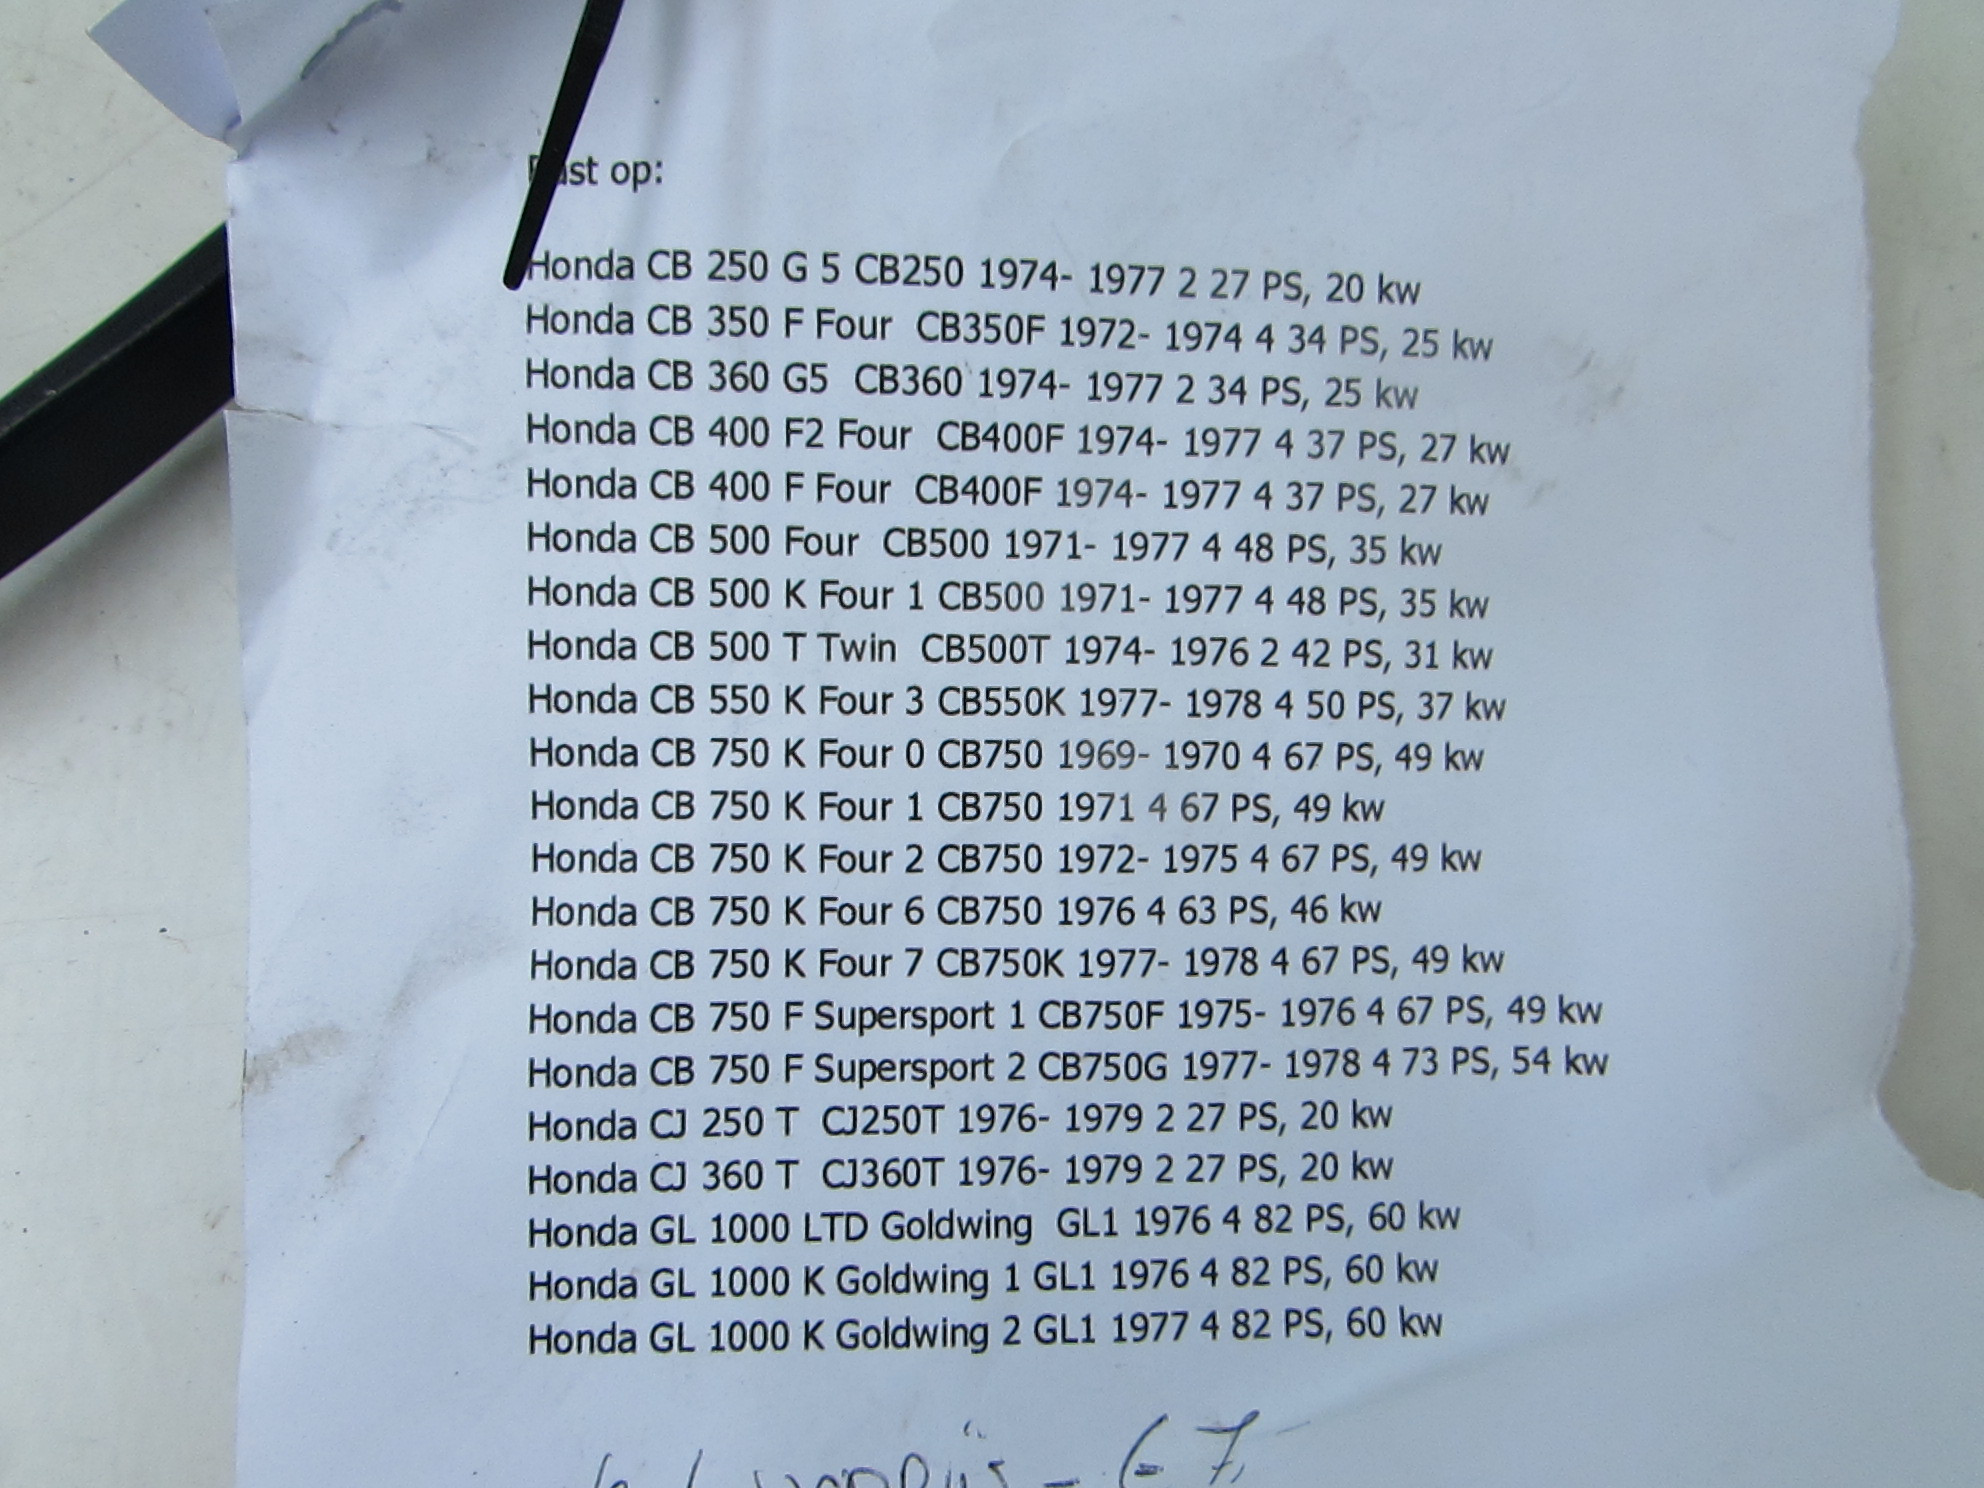 Past op:
Honda CB 250 G 5 CB250 1974- 1977 2 27 PS, 20 kw
Honda CB 350 F Four CB350F 1972- 1974 4 34 PS, 25 kw
Honda CB 360 G5 CB360 1974- 1977 2 34 PS, 25 kw
Honda CB 400 F2 Four CB400F 1974- 1977 4 37 PS, 27 kw
Honda CB 400 F Four CB400F 1974- 1977 4 37 PS, 27 kw
Honda CB 500 Four CB500 1971- 1977 4 48 PS, 35 kw
Honda CB 500 K Four 1 CB500 1971- 1977 4 48 PS, 35 kw
Honda CB 500 T Twin CB500T 1974- 1976 2 42 PS, 31 kw
Honda CB 550 K Four 3 CB550K 1977- 1978 4 50 PS, 37 kw
Honda CB 750 K Four 0 CB750 1969- 1970 4 67 PS, 49 kw
Honda CB 750 K Four 1 CB750 1971 4 67 PS, 49 kw
Honda CB 750 K Four 2 CB750 1972- 1975 4 67 PS, 49 kw
Honda CB 750 K Four 6 CB750 1976 4 63 PS, 46 kw
Honda CB 750 K Four 7 CB750K 1977- 1978 4 67 PS, 49 kw
Honda CB 750 F Supersport 1 CB750F 1975- 1976 4 67 PS, 49 kw
Honda CB 750 F Supersport 2 CB750G 1977- 1978 4 73 PS, 54 kw
Honda CJ 250 T CJ250T 1976- 1979 2 27 PS, 20 kw
Honda CJ 360 T CJ360T 1976- 1979 2 27 PS, 20 kw
Honda GL 1000 LTD Goldwing GL1 1976 4 82 PS, 60 kw
Honda GL 1000 K Goldwing 1 GL1 1976 4 82 PS, 60 kw
Honda GL 1000 K Goldwing 2 GL1 1977 4 82 PS, 60 kw